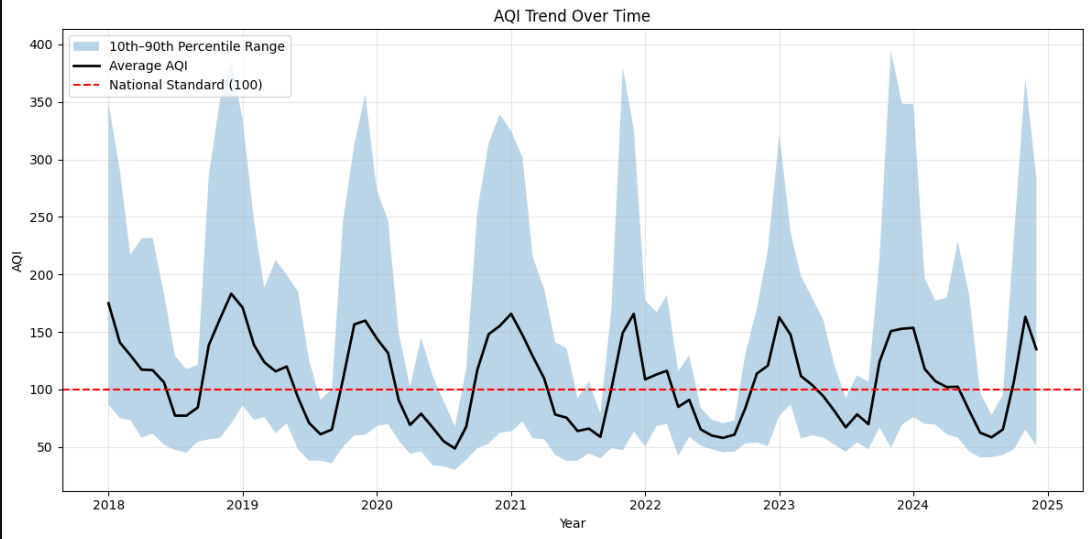 AQI Trend Over Time
10th–90th Percentile Range
Average AQI
National Standard (100)
400
350
300
250
200
150
100
50
AQI
2018 2019 2020 2021 2022 2023 2024 2025
Year